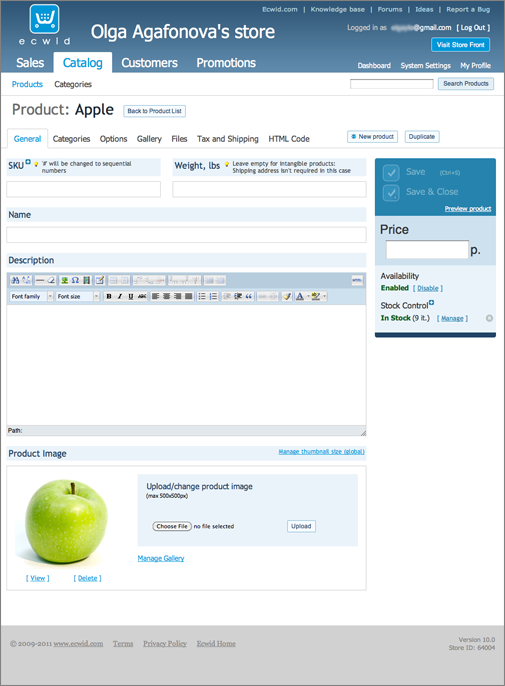 Ecwid.com | Knowledge base | Forums | Ideas | Report a Bug
ecwid
Olga Agafonova's store
Logged in as @gmail.com [ Log Out ]
Visit Store Front
Sales Catalog Customers Promotions
Dashboard System Settings My Profile
Products Categories
Search Products
Product: Apple
Back to Product List
General Categories Options Gallery Files Tax and Shipping HTML Code
New product
Duplicate
SKU
'#' will be changed to sequential
numbers
Weight, lbs
Leave empty for intangible products:
Shipping address isn't required in this case
Save (Ctrl+S)
Save & Close
Preview product
Price
p.
Availability
Enabled [ Disable ]
Stock Control
In Stock (9 it.) [ Manage ]
Name
Description
Font family
Font size
B I U ABC
Path:
Product Image
Manage thumbnail size (global)
Upload/change product image
(max 500x500px)
Choose File no file selected
Upload
Manage Gallery
[ View ] [ Delete ]
© 2009-2011 www.ecwid.com Terms Privacy Policy Ecwid Home
Version 10.0
Store ID: 64004